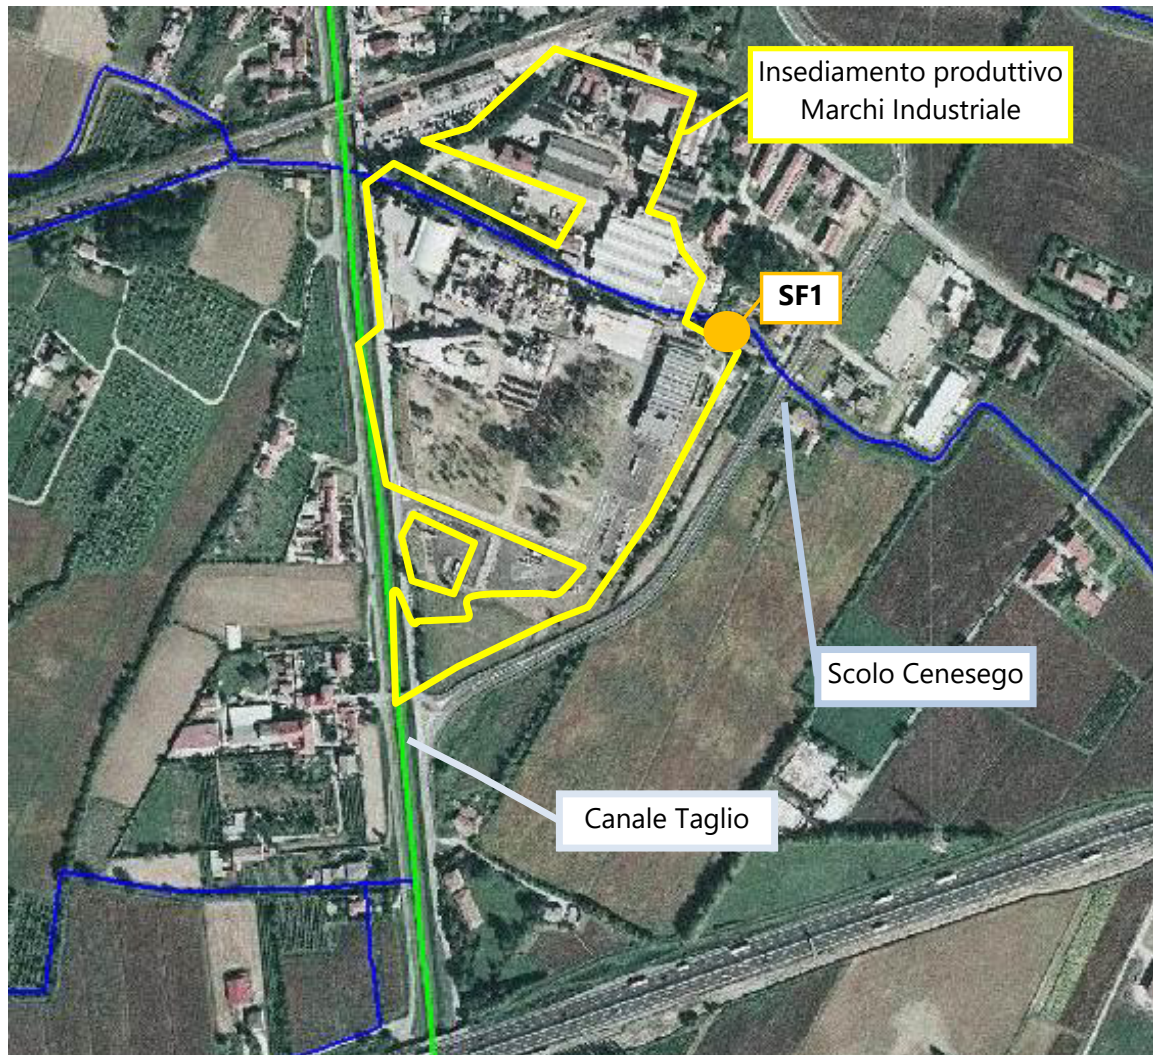 Insediamento produttivo
Marchi Industriale
SF1
Scolo Cenesego
Canale Taglio